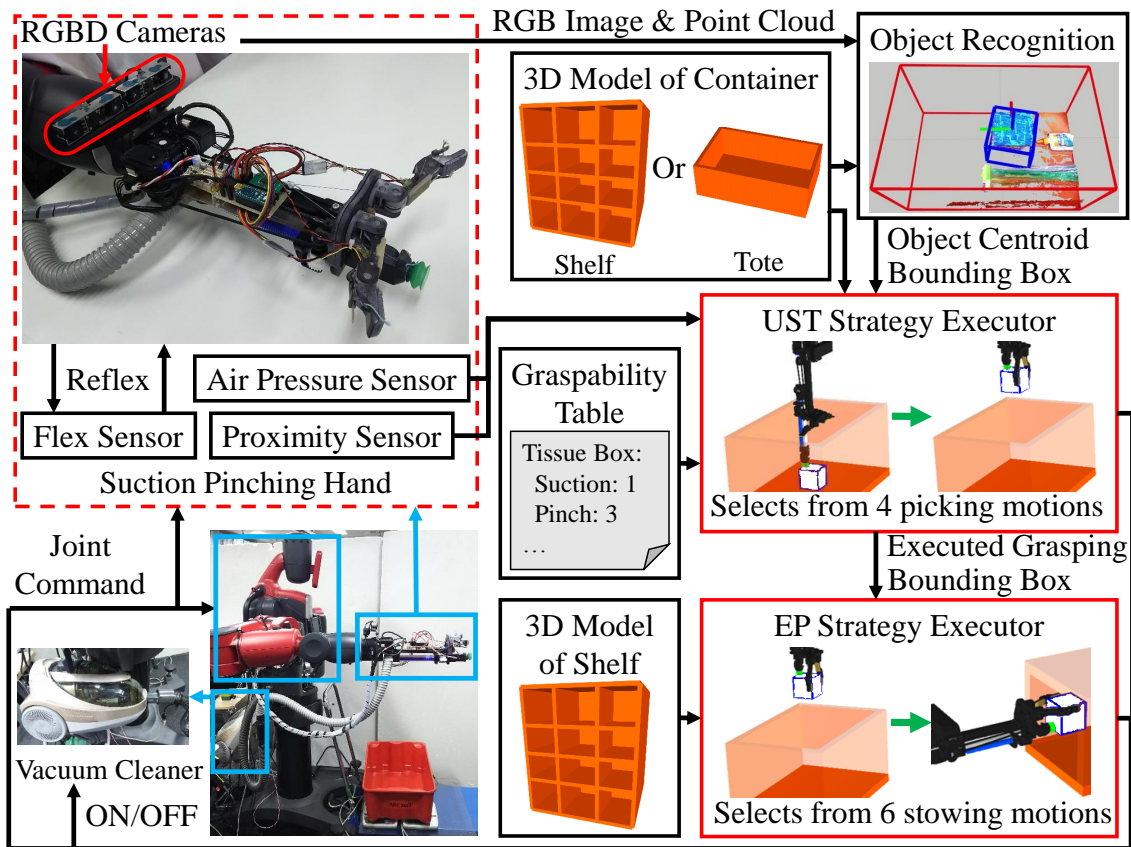 RGBD Cameras
RGB Image & Point Cloud
Object Recognition
3D Model of Container
Or
Shelf
Tote
Object Centroid
Bounding Box
Reflex
Flex Sensor
Air Pressure Sensor
Proximity Sensor
Suction Pinching Hand
Graspability
Table
Tissue Box:
Suction: 1
Pinch: 3
…
UST Strategy Executor
Selects from 4 picking motions
Executed Grasping
Bounding Box
Joint
Command
Vacuum Cleaner
ON/OFF
3D Model
of Shelf
EP Strategy Executor
Selects from 6 stowing motions